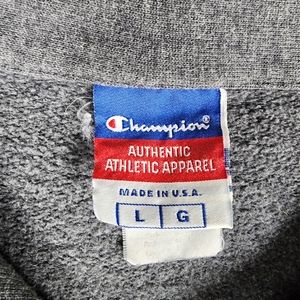 Champion®
AUTHENTIC
ATHLETIC APPAREL
MADE IN U.S.A.
L G